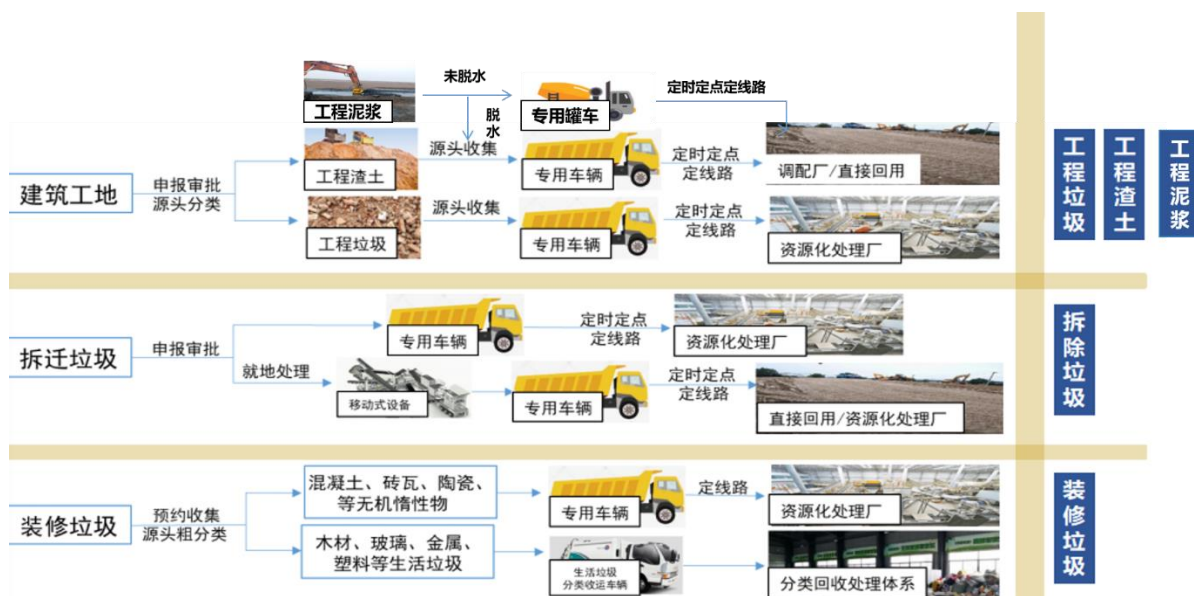 未脱水
定时定点定线路
工程泥浆
专用罐车
脱水
源头收集
定时定点
定线路
工程渣土
专用车辆
调配厂/直接回用
建筑工地
申报审批
源头分类
源头收集
定时定点
定线路
工程垃圾
专用车辆
资源化处理厂
工程垃圾
工程渣土
工程泥浆
拆迁垃圾
申报审批
专用车辆
定时定点
定线路
资源化处理厂
就地处理
移动式设备
专用车辆
定时定点
定线路
直接回用/资源化处理厂
拆除垃圾
装修垃圾
预约收集
源头粗分类
混凝土、砖瓦、陶瓷、
等无机惰性物
专用车辆
定线路
资源化处理厂
木材、玻璃、金属、
塑料等生活垃圾
生活垃圾
分类收运车辆
分类回收处理体系
装修垃圾